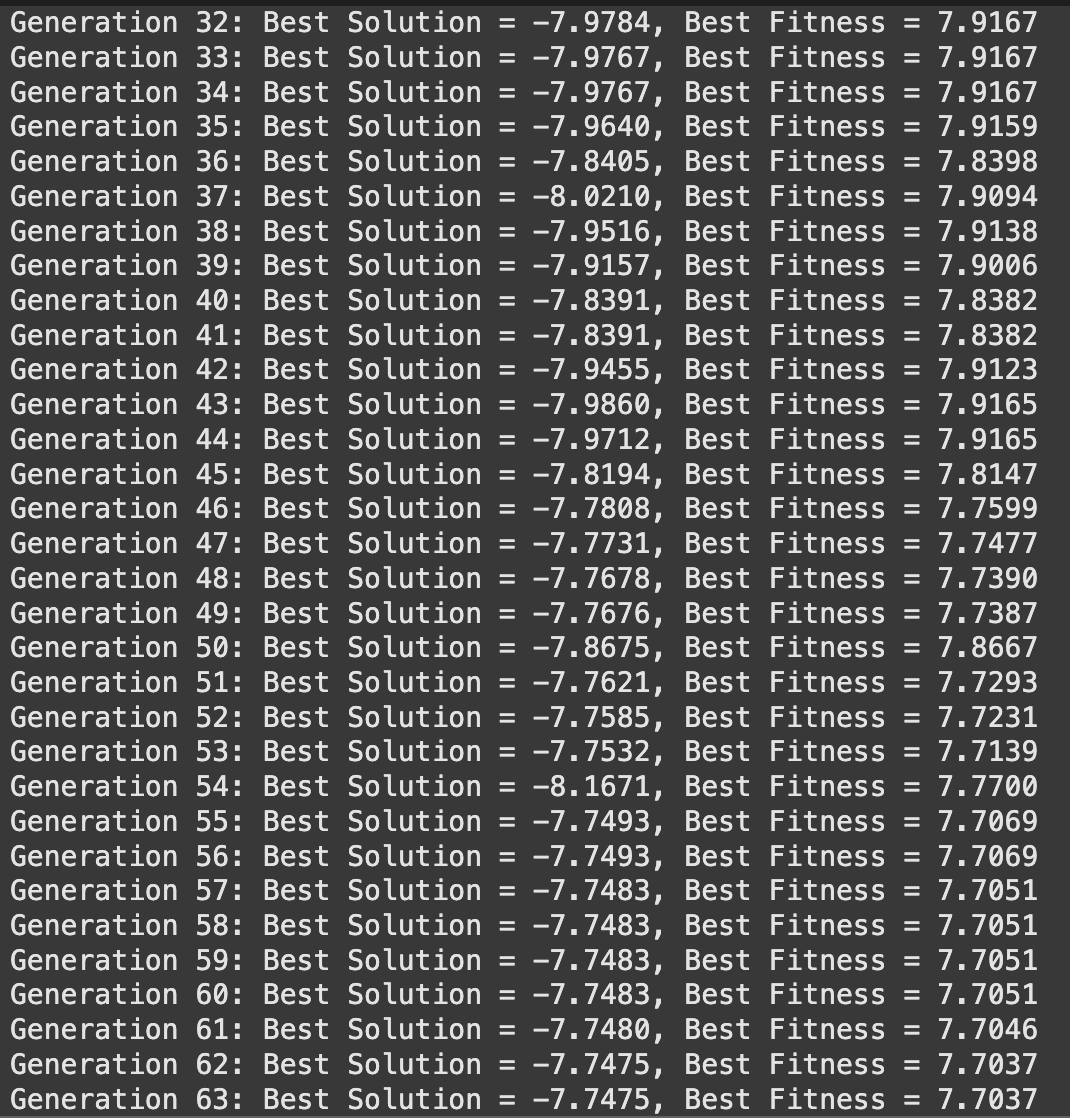 Generation 32: Best Solution = -7.9784, Best Fitness = 7.9167
Generation 33: Best Solution = -7.9767, Best Fitness = 7.9167
Generation 34: Best Solution = -7.9767, Best Fitness = 7.9167
Generation 35: Best Solution = -7.9640, Best Fitness = 7.9159
Generation 36: Best Solution = -7.8405, Best Fitness = 7.8398
Generation 37: Best Solution = -8.0210, Best Fitness = 7.9094
Generation 38: Best Solution = -7.9516, Best Fitness = 7.9138
Generation 39: Best Solution = -7.9157, Best Fitness = 7.9006
Generation 40: Best Solution = -7.8391, Best Fitness = 7.8382
Generation 41: Best Solution = -7.8391, Best Fitness = 7.8382
Generation 42: Best Solution = -7.9455, Best Fitness = 7.9123
Generation 43: Best Solution = -7.9860, Best Fitness = 7.9165
Generation 44: Best Solution = -7.9712, Best Fitness = 7.9165
Generation 45: Best Solution = -7.8194, Best Fitness = 7.8147
Generation 46: Best Solution = -7.7808, Best Fitness = 7.7599
Generation 47: Best Solution = -7.7731, Best Fitness = 7.7477
Generation 48: Best Solution = -7.7678, Best Fitness = 7.7390
Generation 49: Best Solution = -7.7676, Best Fitness = 7.7387
Generation 50: Best Solution = -7.8675, Best Fitness = 7.8667
Generation 51: Best Solution = -7.7621, Best Fitness = 7.7293
Generation 52: Best Solution = -7.7585, Best Fitness = 7.7231
Generation 53: Best Solution = -7.7532, Best Fitness = 7.7139
Generation 54: Best Solution = -8.1671, Best Fitness = 7.7700
Generation 55: Best Solution = -7.7493, Best Fitness = 7.7069
Generation 56: Best Solution = -7.7493, Best Fitness = 7.7069
Generation 57: Best Solution = -7.7483, Best Fitness = 7.7051
Generation 58: Best Solution = -7.7483, Best Fitness = 7.7051
Generation 59: Best Solution = -7.7483, Best Fitness = 7.7051
Generation 60: Best Solution = -7.7483, Best Fitness = 7.7051
Generation 61: Best Solution = -7.7480, Best Fitness = 7.7046
Generation 62: Best Solution = -7.7475, Best Fitness = 7.7037
Generation 63: Best Solution = -7.7475, Best Fitness = 7.7037